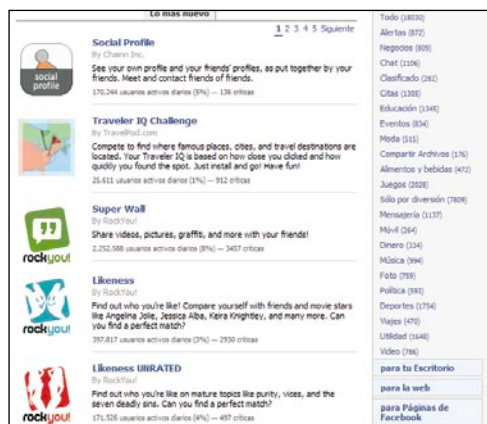 Lo mas nuevo
1 2 3 4 5 Siguiente
social
profile
Social Profile
By Chainn Inc.
See your own profile and your friends' profiles, as put together by your
friends. Meet and contact friends of friends.
170.244 usuarios activos diarios (5%) — 136 críticas
Traveler IQ Challenge
By TravelPod.com
Compete to find where famous places, cities, and travel destinations are
located. Your Traveler IQ is based on how close you clicked and how
quickly you found the spot. Just install and go! Have fun!
25.611 usuarios activos diarios (1%) — 912 críticas
rockyou!
Super Wall
By RockYou!
Share videos, pictures, graffiti, and more with your friends!
2.252.588 usuarios activos diarios (8%) — 3457 críticas
rockyou!
Likeness
By RockYou!
Find out who you're like! Compare yourself with friends and movie stars
like Angelina Jolie, Jessica Alba, Keira Knightley, and many more. Can
you find a perfect match?
397.817 usuarios activos diarios (3%) — 2930 críticas
rockyou!
Likeness UNRATED
By RockYou!
Find out who you're like on mature topics like purity, vices, and the
seven deadly sins. Can you find a perfect match?
171.526 usuarios activos diarios (4%) — 497 críticas
Todo (18030)
Alertas (872)
Negocios (809)
Chat (1106)
Clasificado (282)
Citas (1305)
Educación (1345)
Eventos (834)
Moda (515)
Compartir Archivos (176)
Alimentos y bebidas (472)
Juegos (2028)
Sólo por diversión (7809)
Mensajería (1137)
Móvil (264)
Dinero (334)
Música (994)
Foto (759)
Política (593)
Deportes (1754)
Viajes (470)
Utilidad (1648)
Video (786)
para tu Escritorio
para la web
para Páginas de
Facebook